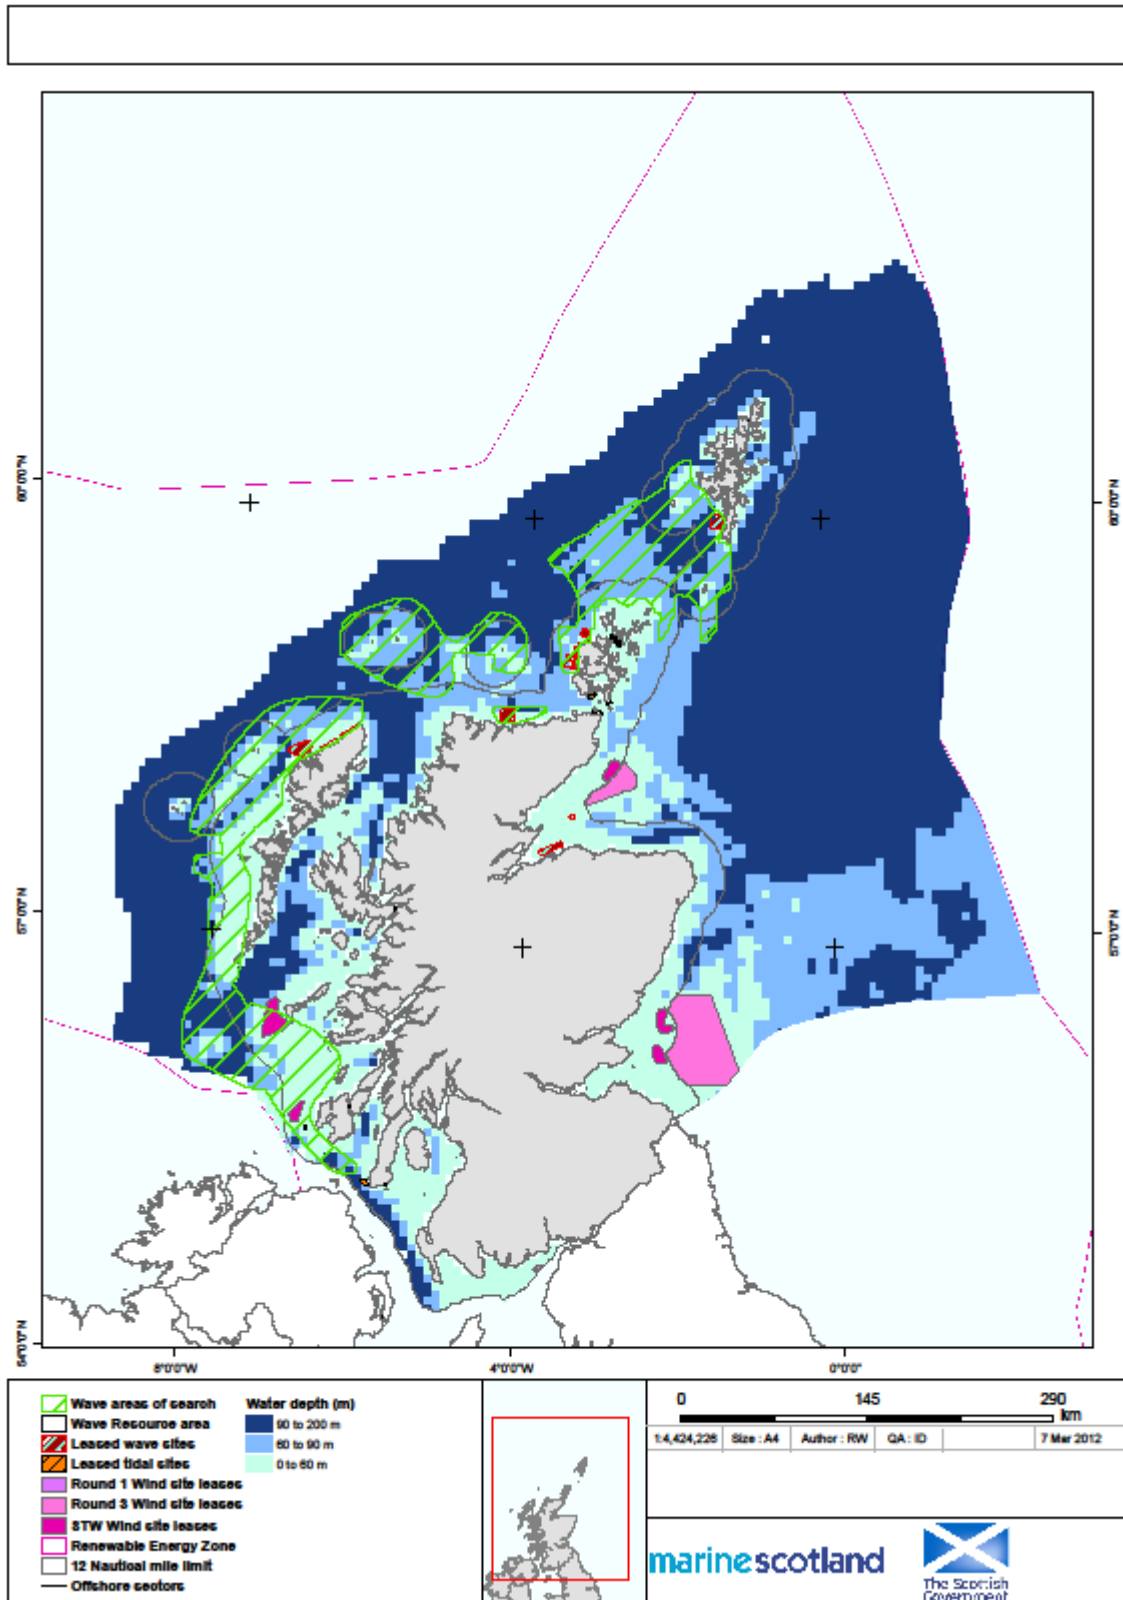 60°0'0"N
60°0'0"N
57°0'0"N
57°0'0"N
54°0'0"N
8°0'0"W
4°0'0"W
0°0'0"
Wave areas of search
Wave Resource area
Leased wave sites
Leased tidal sites
Round 1 Wind site leases
Round 3 Wind site leases
STW Wind site leases
Renewable Energy Zone
12 Nautical mile limit
Offshore sectors
Water depth (m)
90 to 200 m
60 to 90 m
0 to 60 m
0 145 290
km
1:4,424,226 Size : A4 Author : RW QA : ID 7 Mar 2012
marinescotland
The Scottish
Government